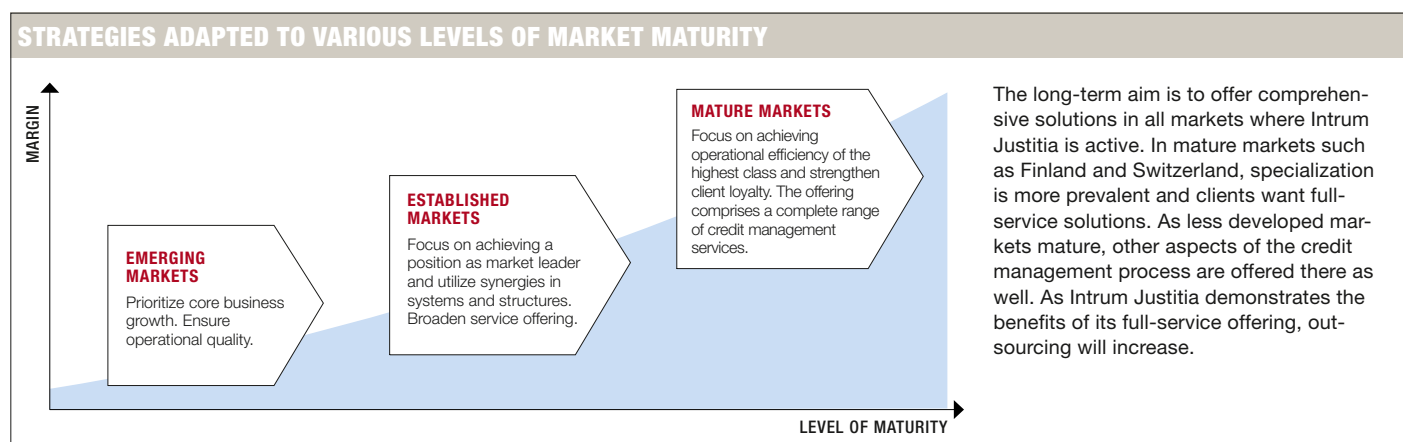 STRATEGIES ADAPTED TO VARIOUS LEVELS OF MARKET MATURITY
MARGIN
EMERGING
MARKETS
Prioritize core business
growth. Ensure
operational quality.
ESTABLISHED
MARKETS
Focus on achieving a
position as market leader
and utilize synergies in
systems and structures.
Broaden service offering.
MATURE MARKETS
Focus on achieving
operational efficiency of the
highest class and strengthen
client loyalty. The offering
comprises a complete range
of credit management
services.
LEVEL OF MATURITY
The long-term aim is to offer comprehen-
sive solutions in all markets where Intrum
Justitia is active. In mature markets such
as Finland and Switzerland, specialization
is more prevalent and clients want full-
service solutions. As less developed mar-
kets mature, other aspects of the credit
management process are offered there as
well. As Intrum Justitia demonstrates the
benefits of its full-service offering, out-
sourcing will increase.